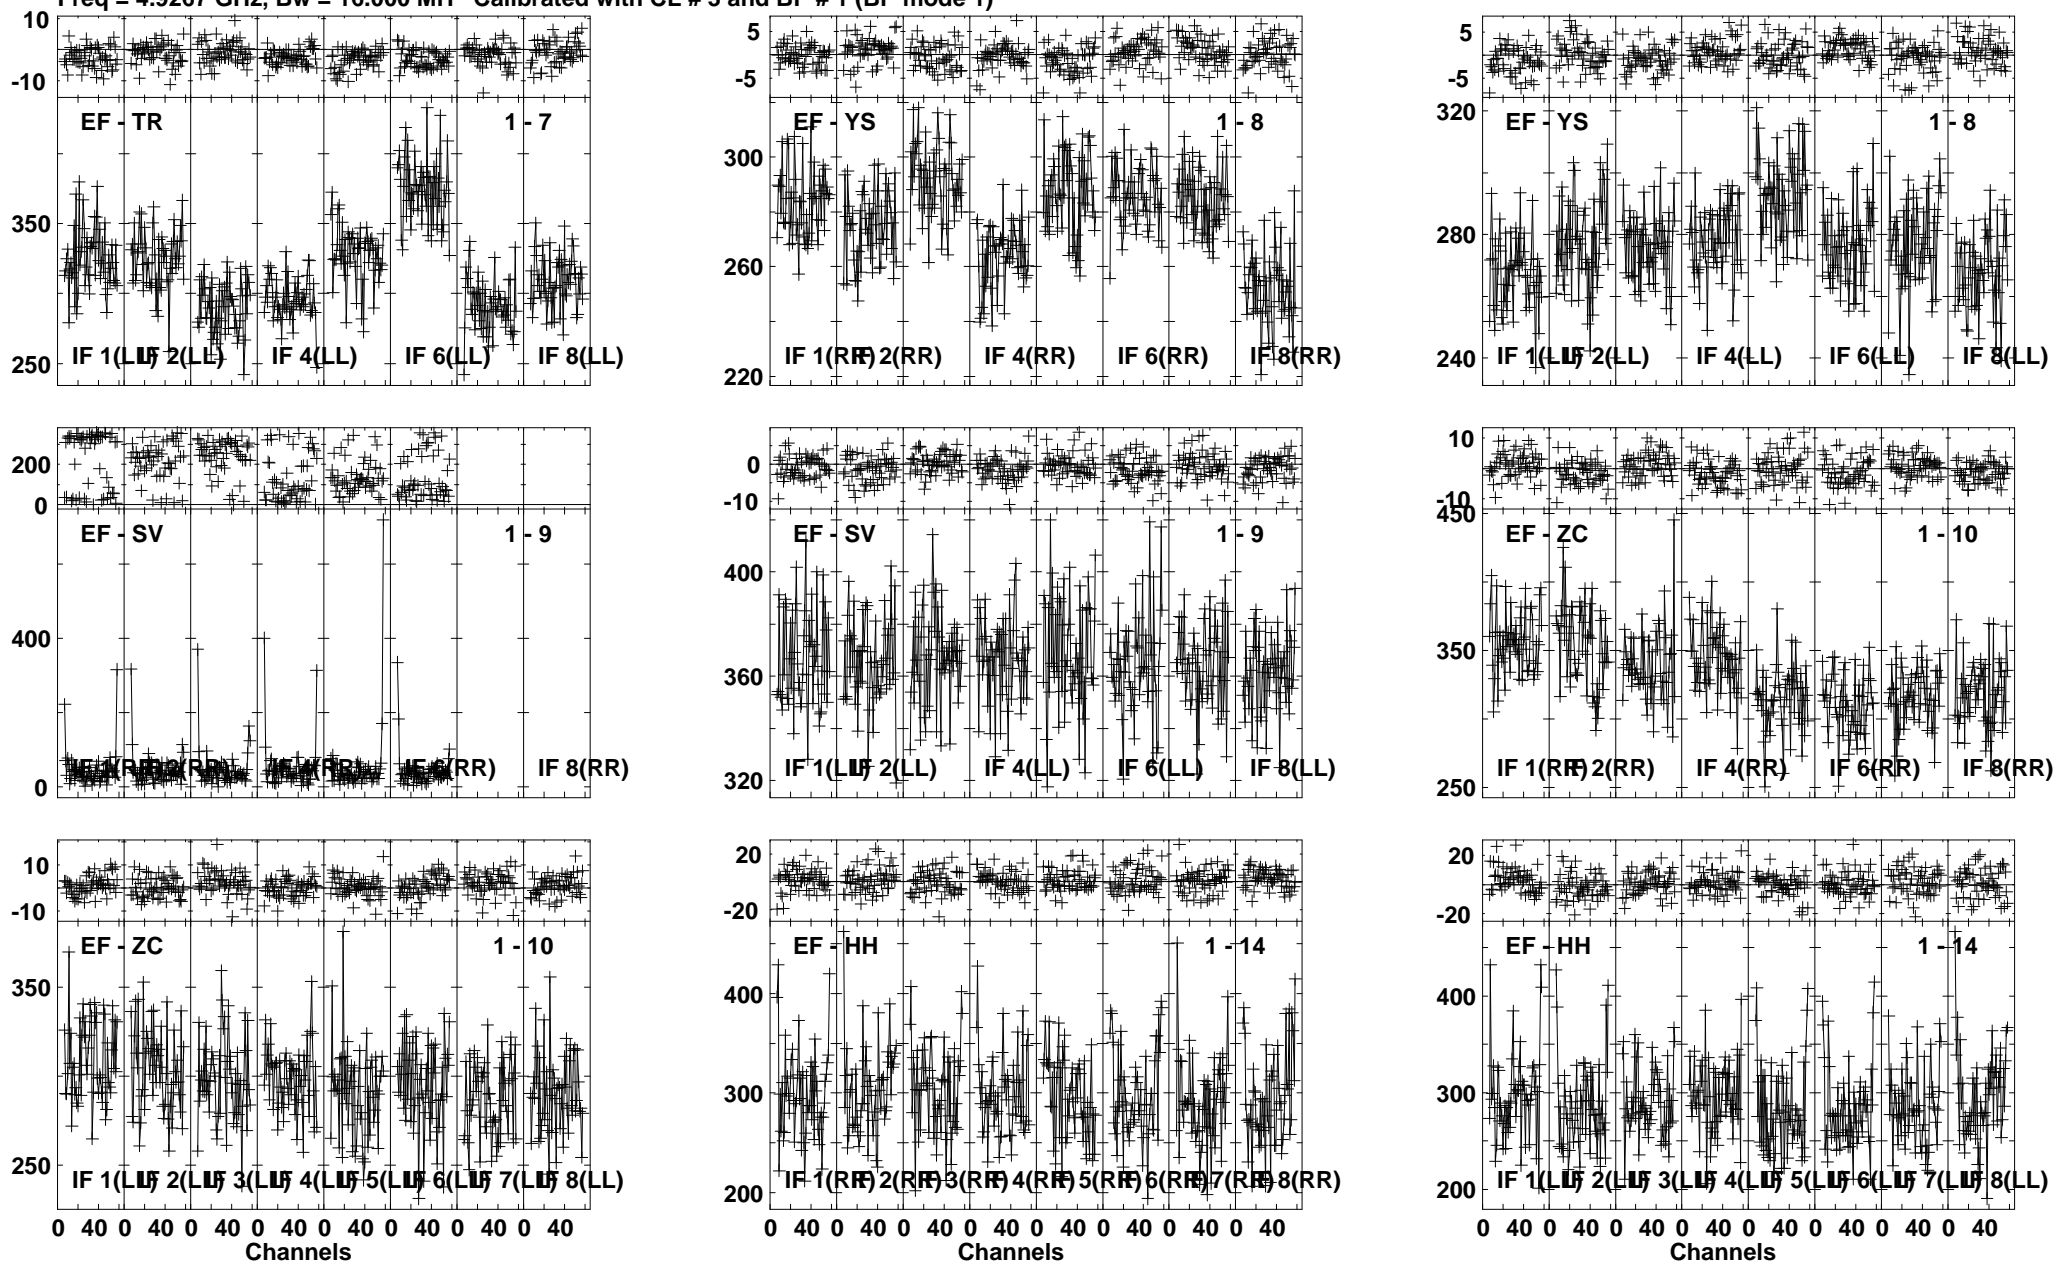 Freq = 4.9267 GHz, Bw = 16.000 MH Calibrated with CL # 3 and BP # 1 (BP mode 1)
10
-10
EF - TR 1 - 7
350
250
IF 1(LL) IF 2(LL) IF 4(LL) IF 6(LL) IF 8(LL)
5
-5
EF - YS 1 - 8
300
260
220
IF 1(RR) IF 2(RR) IF 4(RR) IF 6(RR) IF 8(RR)
5
-5
320
EF - YS 1 - 8
280
240
IF 1(LL) IF 2(LL) IF 4(LL) IF 6(LL) IF 8(LL)
200
0
EF - SV 1 - 9
400
0
IF 1(RR) IF 2(RR) IF 4(RR) IF 6(RR) IF 8(RR)
0
-10
EF - SV 1 - 9
400
360
320
IF 1(LL) IF 2(LL) IF 4(LL) IF 6(LL) IF 8(LL)
10
-10
450
EF - ZC 1 - 10
350
250
IF 1(RR) IF 2(RR) IF 4(RR) IF 6(RR) IF 8(RR)
10
-10
EF - ZC 1 - 10
350
250
IF 1(LL) IF 2(LL) IF 3(LL) IF 4(LL) IF 5(LL) IF 6(LL) IF 7(LL) IF 8(LL)
0 40 0 40 0 40 0 40 0 40 0 40 0 40 0 40
Channels
20
-20
EF - HH 1 - 14
400
300
200
IF 1(RR) IF 2(RR) IF 3(RR) IF 4(RR) IF 5(RR) IF 6(RR) IF 7(RR) IF 8(RR)
0 40 0 40 0 40 0 40 0 40 0 40 0 40 0 40
Channels
20
-20
EF - HH 1 - 14
400
300
200
IF 1(LL) IF 2(LL) IF 3(LL) IF 4(LL) IF 5(LL) IF 6(LL) IF 7(LL) IF 8(LL)
0 40 0 40 0 40 0 40 0 40 0 40 0 40 0 40
Channels